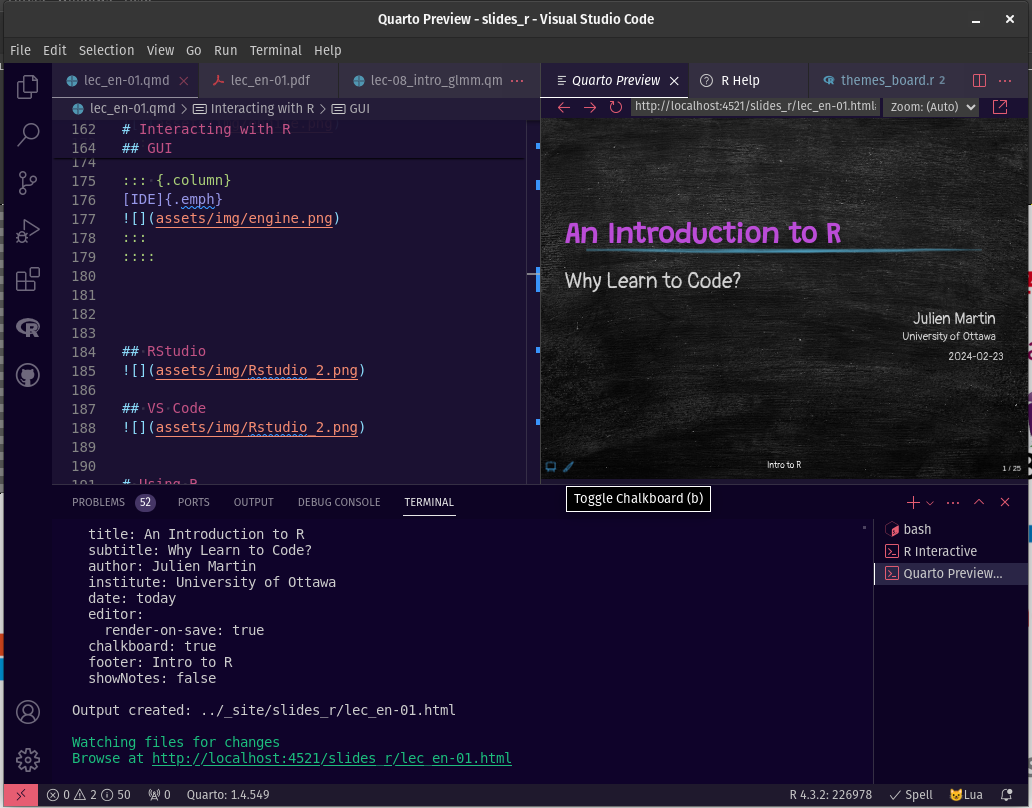 Quarto Preview - slides_r - Visual Studio Code
File Edit Selection View Go Run Terminal Help
lec_en-01.qmd
lec_en-01.pdf
lec-08_intro_glmm.qm
Quarto Preview
R Help
themes_board.r 2
lec_en-01.qmd > Interacting with R > GUI
http://localhost:4521/slides_r/lec_en-01.html
Zoom: (Auto)
162 # Interacting with R
164 ## GUI
174
175 ::: {.column}
176 [IDE]{.emph}
177 ![](assets/img/engine.png)
178 :::
179 ::::
180
181
182
183
184 ## RStudio
185 ![](assets/img/Rstudio_2.png)
186
187 ## VS Code
188 ![](assets/img/Rstudio_2.png)
189
190
191 # Using R
An Introduction to R
Why Learn to Code?
Julien Martin
University of Ottawa
2024-02-23
Intro to R
1 / 25
Toggle Chalkboard (b)
PROBLEMS 52 PORTS OUTPUT DEBUG CONSOLE TERMINAL
title: An Introduction to R
subtitle: Why Learn to Code?
author: Julien Martin
institute: University of Ottawa
date: today
editor:
render-on-save: true
chalkboard: true
footer: Intro to R
showNotes: false
Output created: ../_site/slides_r/lec_en-01.html
Watching files for changes
Browse at http://localhost:4521/slides_r/lec_en-01.html
bash
R Interactive
Quarto Preview...
0 2 50 0 Quarto: 1.4.549
R 4.3.2: 226978 Spell Lua